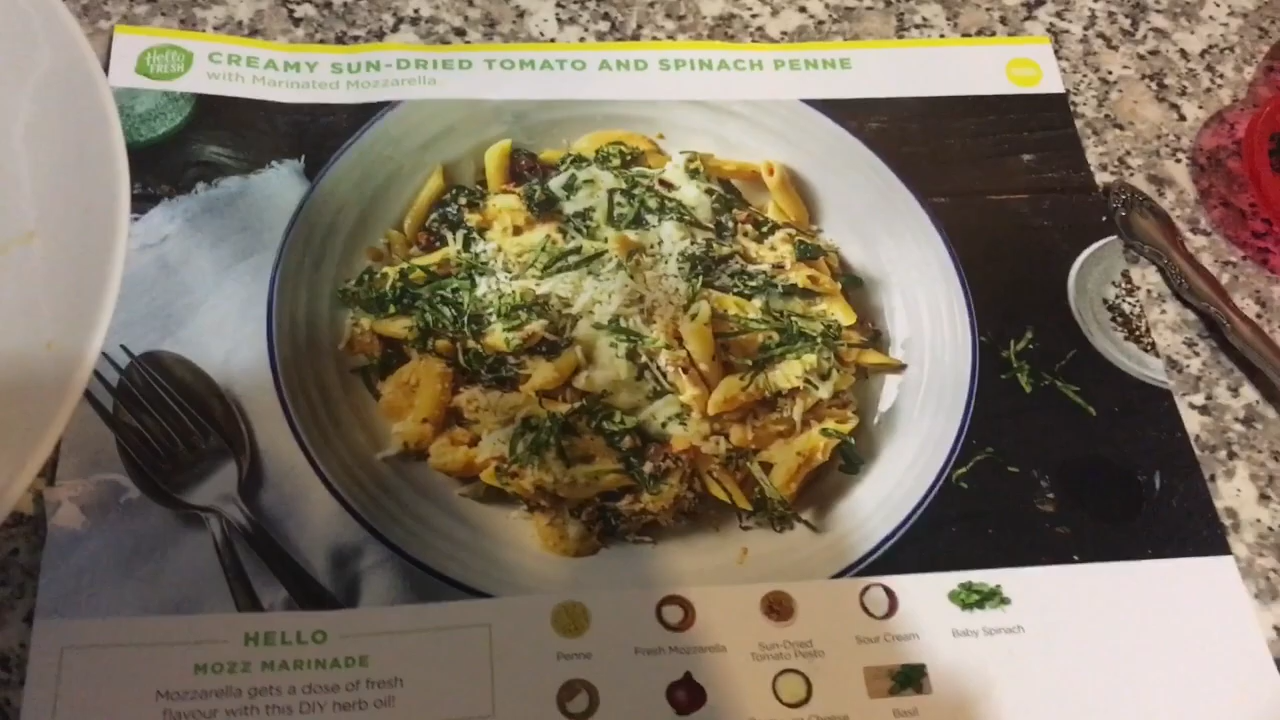 Hello
FRESH
CREAMY SUN-DRIED TOMATO AND SPINACH PENNE
with Marinated Mozzarella
HELLO
MOZZ MARINADE
Mozzarella gets a dose of fresh
flavour with this DIY herb oil!
Penne
Fresh Mozzarella
Sun-Dried
Tomato Pesto
Sour Cream
Baby Spinach
Cheese
Basil